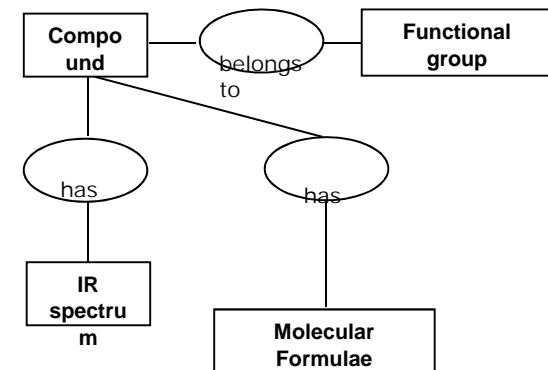 Compo
und
belongs
to
Functional
group
has
has
IR
spectru
m
Molecular
Formulae